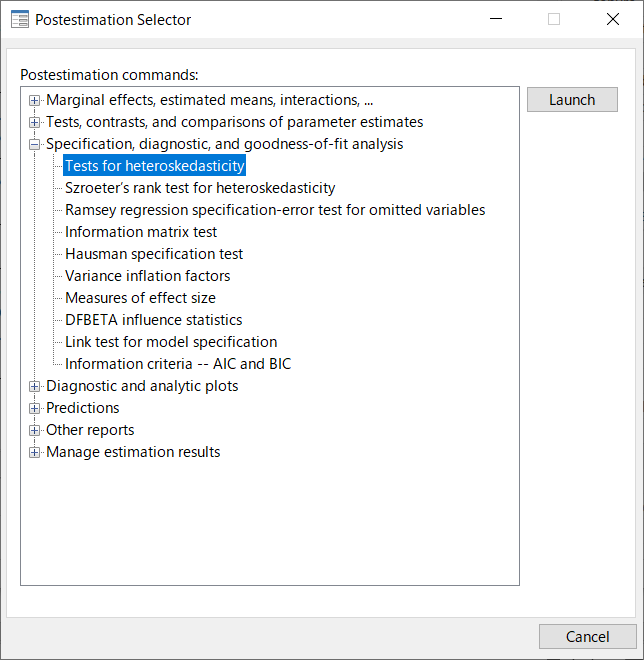 Postestimation Selector
Postestimation commands:
Marginal effects, estimated means, interactions, ...
Launch
Tests, contrasts, and comparisons of parameter estimates
Specification, diagnostic, and goodness-of-fit analysis
Tests for heteroskedasticity
Szroeter's rank test for heteroskedasticity
Ramsey regression specification-error test for omitted variables
Information matrix test
Hausman specification test
Variance inflation factors
Measures of effect size
DFBETA influence statistics
Link test for model specification
Information criteria -- AIC and BIC
Diagnostic and analytic plots
Predictions
Other reports
Manage estimation results
Cancel